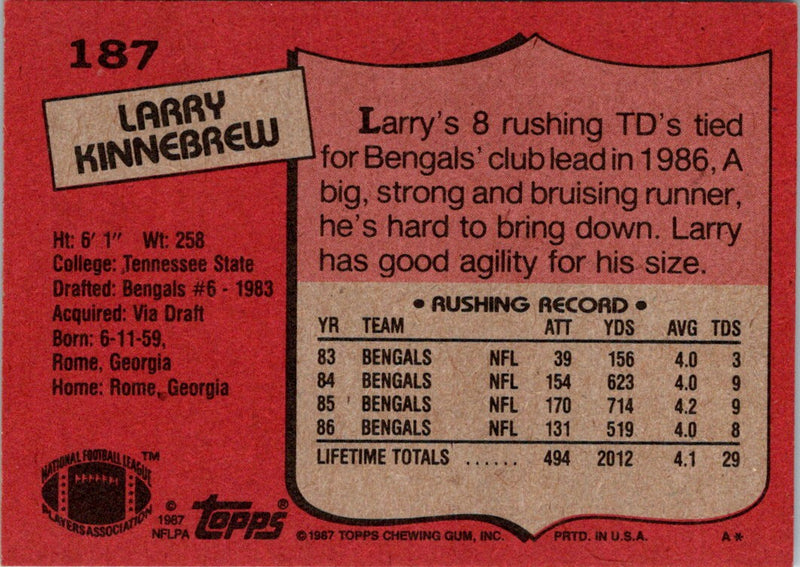 187
LARRY
KINNEBREW
Ht: 6' 1" Wt: 258
College: Tennessee State
Drafted: Bengals #6 - 1983
Acquired: Via Draft
Born: 6-11-59,
Rome, Georgia
Home: Rome, Georgia
Larry's 8 rushing TD's tied
for Bengals' club lead in 1986, A
big, strong and bruising runner,
he's hard to bring down. Larry
has good agility for his size.
• RUSHING RECORD •
YR TEAM ATT YDS AVG TDS
83 BENGALS NFL 39 156 4.0 3
84 BENGALS NFL 154 623 4.0 9
85 BENGALS NFL 170 714 4.2 9
86 BENGALS NFL 131 519 4.0 8
LIFETIME TOTALS ...... 494 2012 4.1 29
NATIONAL FOOTBALL LEAGUE ™
PLAYERS ASSOCIATION
© 1987 NFLPA
topps®
© 1987 TOPPS CHEWING GUM, INC. PRTD. IN U.S.A. A*